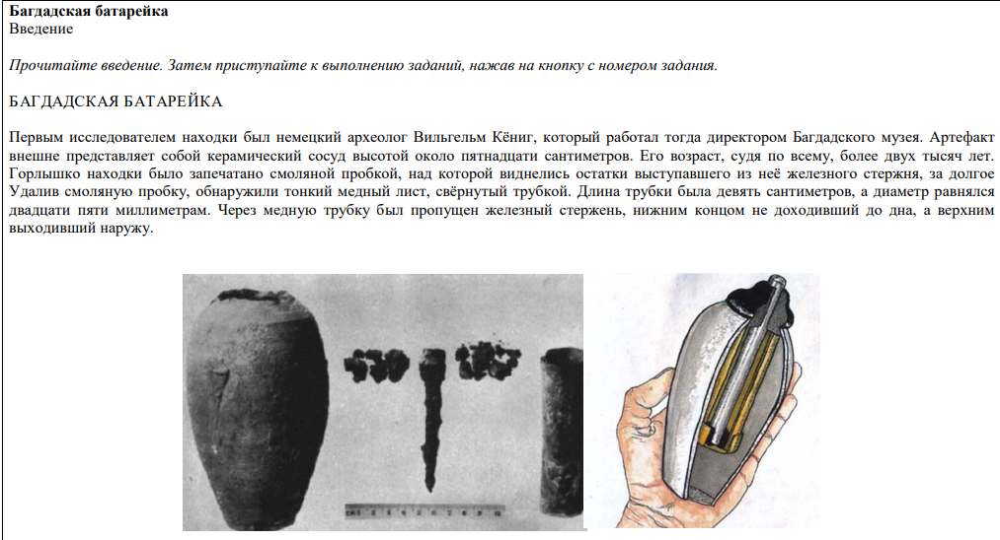 Багдадская батарейка
Введение
Прочитайте введение. Затем приступайте к выполнению заданий, нажав на кнопку с номером задания.
БАГДАДСКАЯ БАТАРЕЙКА
Первым исследователем находки был немецкий археолог Вильгельм Кёниг, который работал тогда директором Багдадского музея. Артефакт
внешне представляет собой керамический сосуд высотой около пятнадцати сантиметров. Его возраст, судя по всему, более двух тысяч лет.
Горлышко находки было запечатано смоляной пробкой, над которой виднелись остатки выступавшего из неё железного стержня, за долгое
Удалив смоляную пробку, обнаружили тонкий медный лист, свёрнутый трубкой. Длина трубки была девять сантиметров, а диаметр равнялся
двадцати пяти миллиметрам. Через медную трубку был пропущен железный стержень, нижним концом не доходивший до дна, а верхним
выходивший наружу.